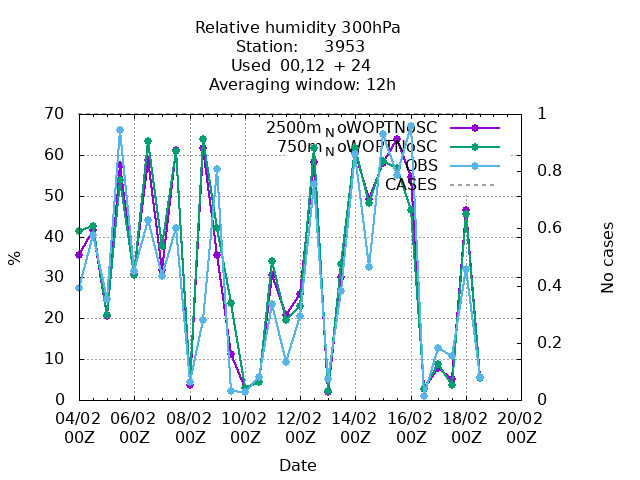 Relative humidity 300hPa
Station: 3953
Used 00,12 + 24
Averaging window: 12h
70 1
2500m NoWOPTNoSC
60 750m NoWOPTNoSC
OBS
0.8
CASES
50
0.6
40
%
No cases
30
0.4
20
0.2
10
0 0
04/02 06/02 08/02 10/02 12/02 14/02 16/02 18/02 20/02
00Z 00Z 00Z 00Z 00Z 00Z 00Z 00Z 00Z
Date